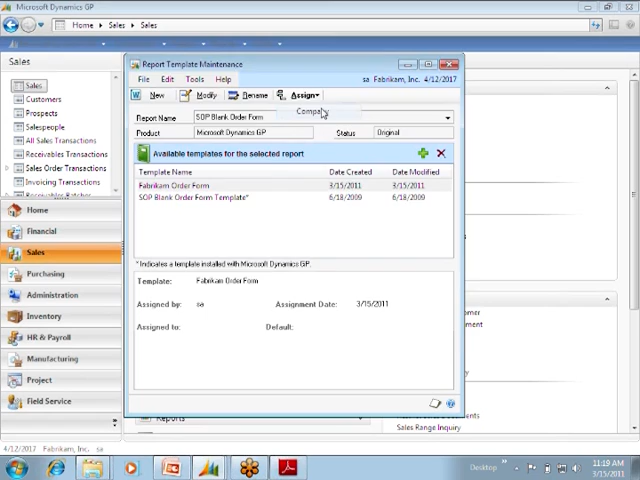 Microsoft Dynamics GP
Home ▸ Sales ▸ Sales
Sales
Sales
Customers
Prospects
Salespeople
All Sales Transactions
Receivables Transactions
Sales Order Transactions
Invoicing Transactions
Receivables Batches
Home
Financial
Sales
Purchasing
Administration
Inventory
HR & Payroll
Manufacturing
Project
Field Service
Report Template Maintenance
File Edit Tools Help
sa Fabrikam, Inc. 4/12/2017
New Modify Rename Assign
Company
Report Name SOP Blank Order Form
Product Microsoft Dynamics GP Status Original
Available templates for the selected report
Template Name Date Created Date Modified
Fabrikam Order Form 3/15/2011 3/15/2011
SOP Blank Order Form Template* 6/18/2009 6/18/2009
* Indicates a template installed with Microsoft Dynamics GP.
Template: Fabrikam Order Form
Assigned by: sa Assignment Date: 3/15/2011
Assigned to: Default:
Reports
Sales Range Inquiry
4/12/2017 Fabrikam, Inc. sa
Desktop
11:19 AM
3/15/2011